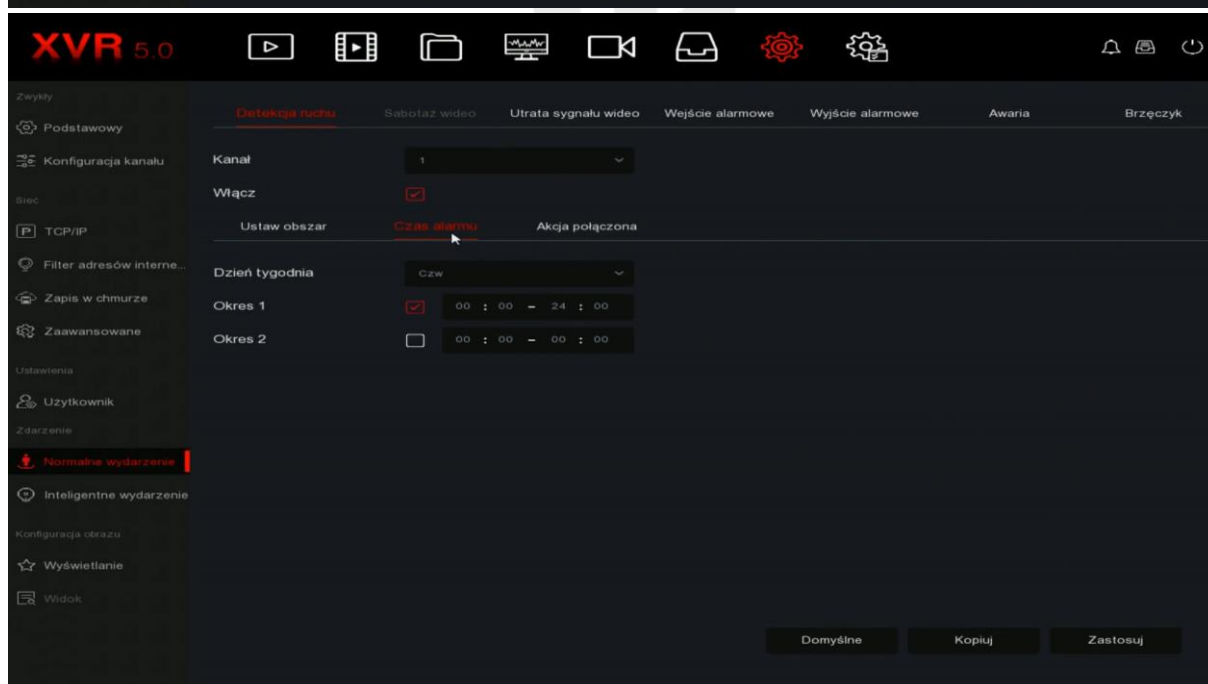 XVR 5.0
Zwykły
Podstawowy
Konfiguracja kanału
Siec
TCP/IP
Filter adresów interne...
Zapis w chmurze
Zaawansowane
Ustawienia
Uzytkownik
Zdarzenie
Normalne wydarzenie
Inteligentne wydarzenie
Konfiguracja obrazu
Wyświetlanie
Widok
Detekcja ruchu Sabotaz wideo Utrata sygnału wideo Wejście alarmowe Wyjście alarmowe Awaria Brzęczyk
Kanał 1
Włącz
Ustaw obszar Czas alarmu Akcja połączona
Dzień tygodnia Czw
Okres 1 00 : 00 - 24 : 00
Okres 2 00 : 00 - 00 : 00
Domyślne Kopiuj Zastosuj